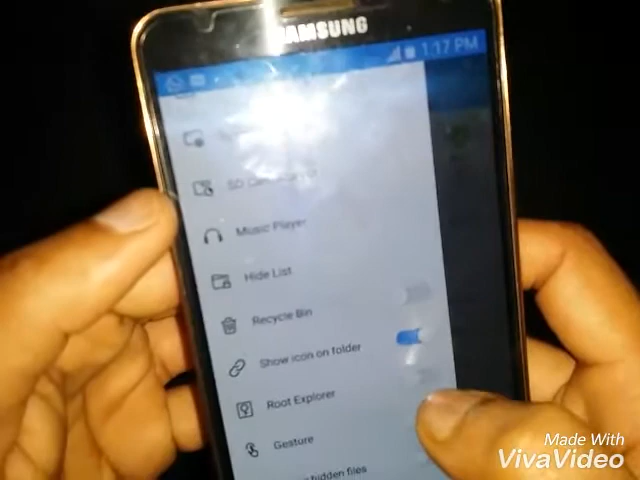 SAMSUNG
1:17 PM
Music Player
Hide List
Recycle Bin
Show icon on folder
Root Explorer
Gesture
hidden files
Made With
VivaVideo